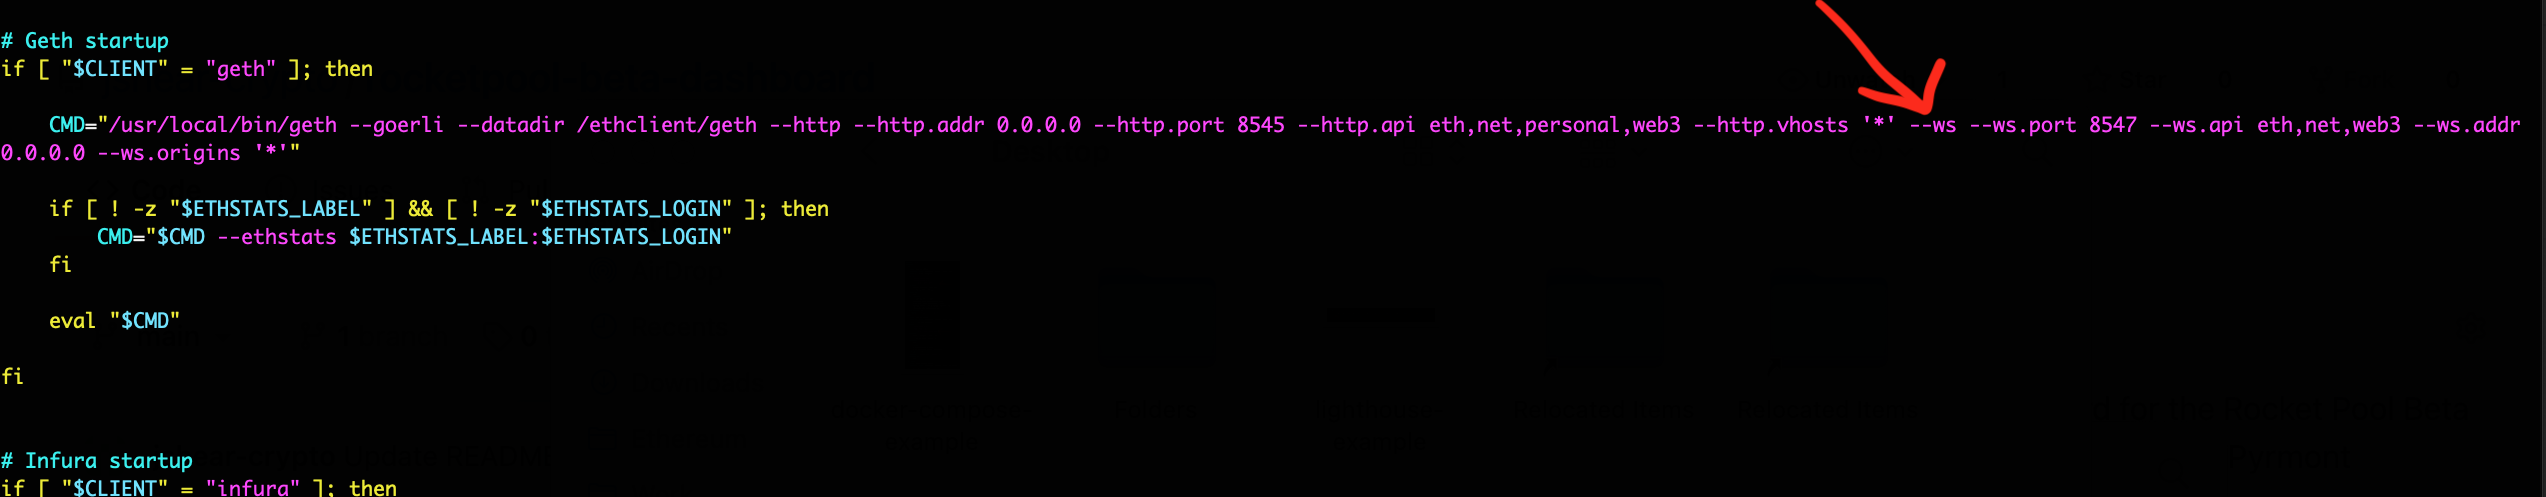 # Geth startup
if [ "$CLIENT" = "geth" ]; then
CMD="/usr/local/bin/geth --goerli --datadir /ethclient/geth --http --http.addr 0.0.0.0 --http.port 8545 --http.api eth,net,personal,web3 --http.vhosts '*' --ws --ws.port 8547 --ws.api eth,net,web3 --ws.addr
0.0.0.0 --ws.origins '*'"
if [ ! -z "$ETHSTATS_LABEL" ] && [ ! -z "$ETHSTATS_LOGIN" ]; then
CMD="$CMD --ethstats $ETHSTATS_LABEL:$ETHSTATS_LOGIN"
fi
eval "$CMD"
fi
# Infura startup
if [ "$CLIENT" = "infura" ]; then